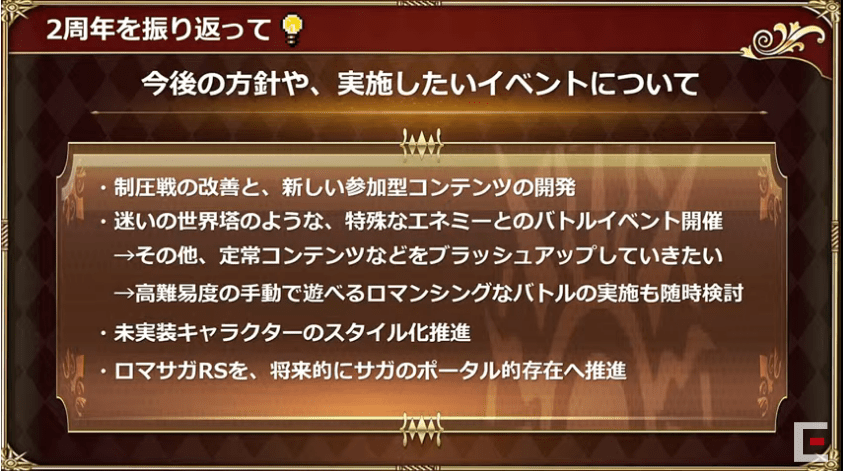 2周年を振り返って
今後の方針や、実施したいイベントについて
・制圧戦の改善と、新しい参加型コンテンツの開発
・迷いの世界塔のような、特殊なエネミーとのバトルイベント開催
→その他、定常コンテンツなどをブラッシュアップしていきたい
→高難易度の手動で遊べるロマンシングなバトルの実施も随時検討
・未実装キャラクターのスタイル化推進
・ロマサガRSを、将来的にサガのポータル的存在へ推進